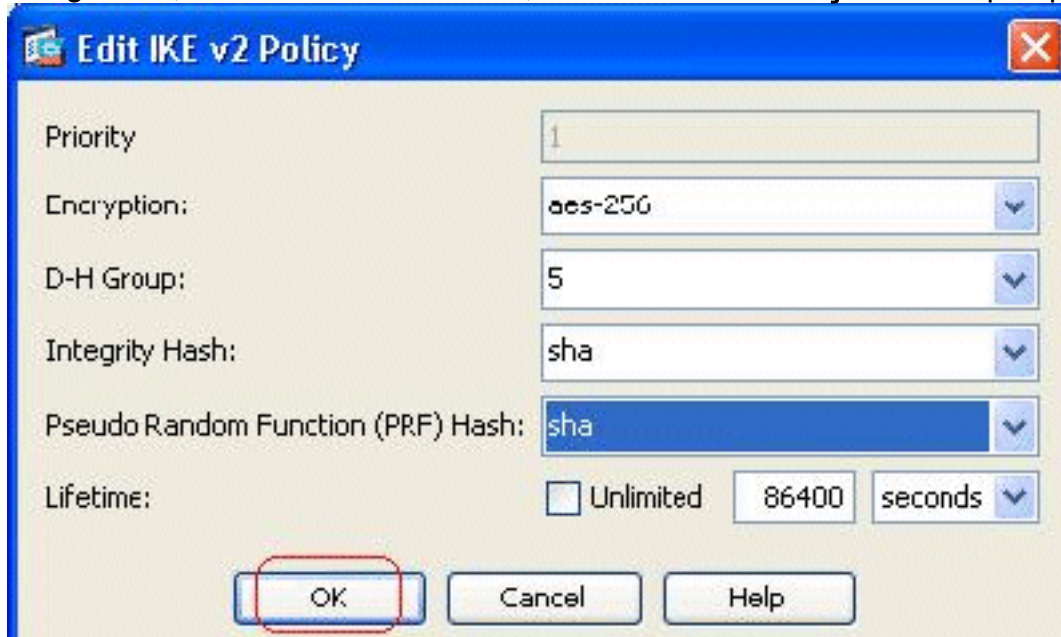 Edit IKE v2 Policy
Priority 1
Encryption: aes-256
D-H Group: 5
Integrity Hash: sha
Pseudo Random Function (PRF) Hash: sha
Lifetime: Unlimited 86400 seconds
OK Cancel Help